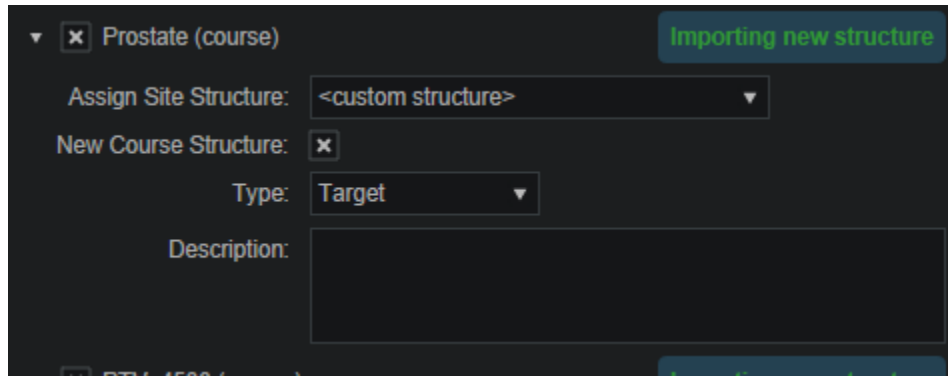 Prostate (course) Importing new structure
Assign Site Structure: <custom structure>
New Course Structure:
Type: Target
Description: